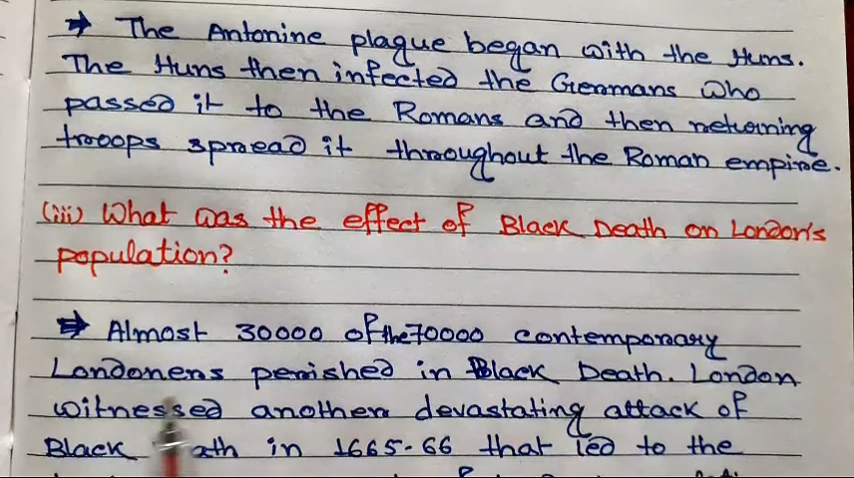 → The Antonine plaque began with the Huns.
The Huns then infected the Germans who
passed it to the Romans and then returning
troops spread it throughout the Roman empire.
(iii) What was the effect of Black Death on London's
population?
→ Almost 30000 of the 70000 contemporary
Londoners perished in Black Death. London
witnessed another devastating attack of
Black in 1665-66 that led to the